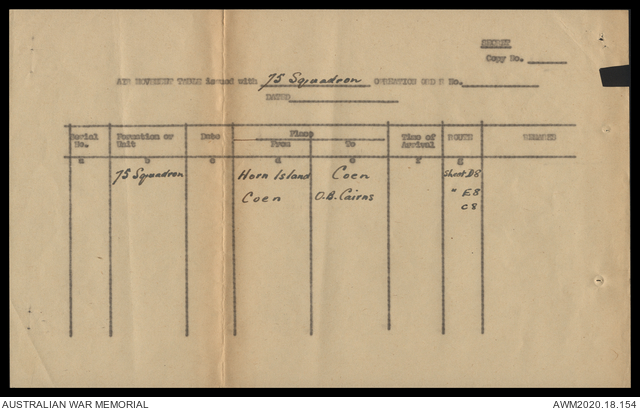 SECRET
Copy No.
AIR MOVEMENT TABLE issued with 75 Squadron OPERATION ORDER No.
DATED
Serial No. Formation or Unit Date Place From To Time of Arrival ROUTE REMARKS
a b c d e f g
75 Squadron Horn Island Coen Sheet D8
Coen O.B. Cairns " E8
C8
AUSTRALIAN WAR MEMORIAL AWM2020.18.154